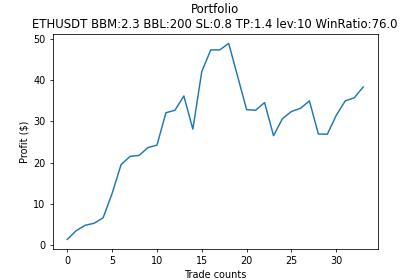 Portfolio
ETHUSDT BBM:2.3 BBL:200 SL:0.8 TP:1.4 lev:10 WinRatio:76.0
50
40
30
20
10
0
Profit ($)
0 5 10 15 20 25 30
Trade counts